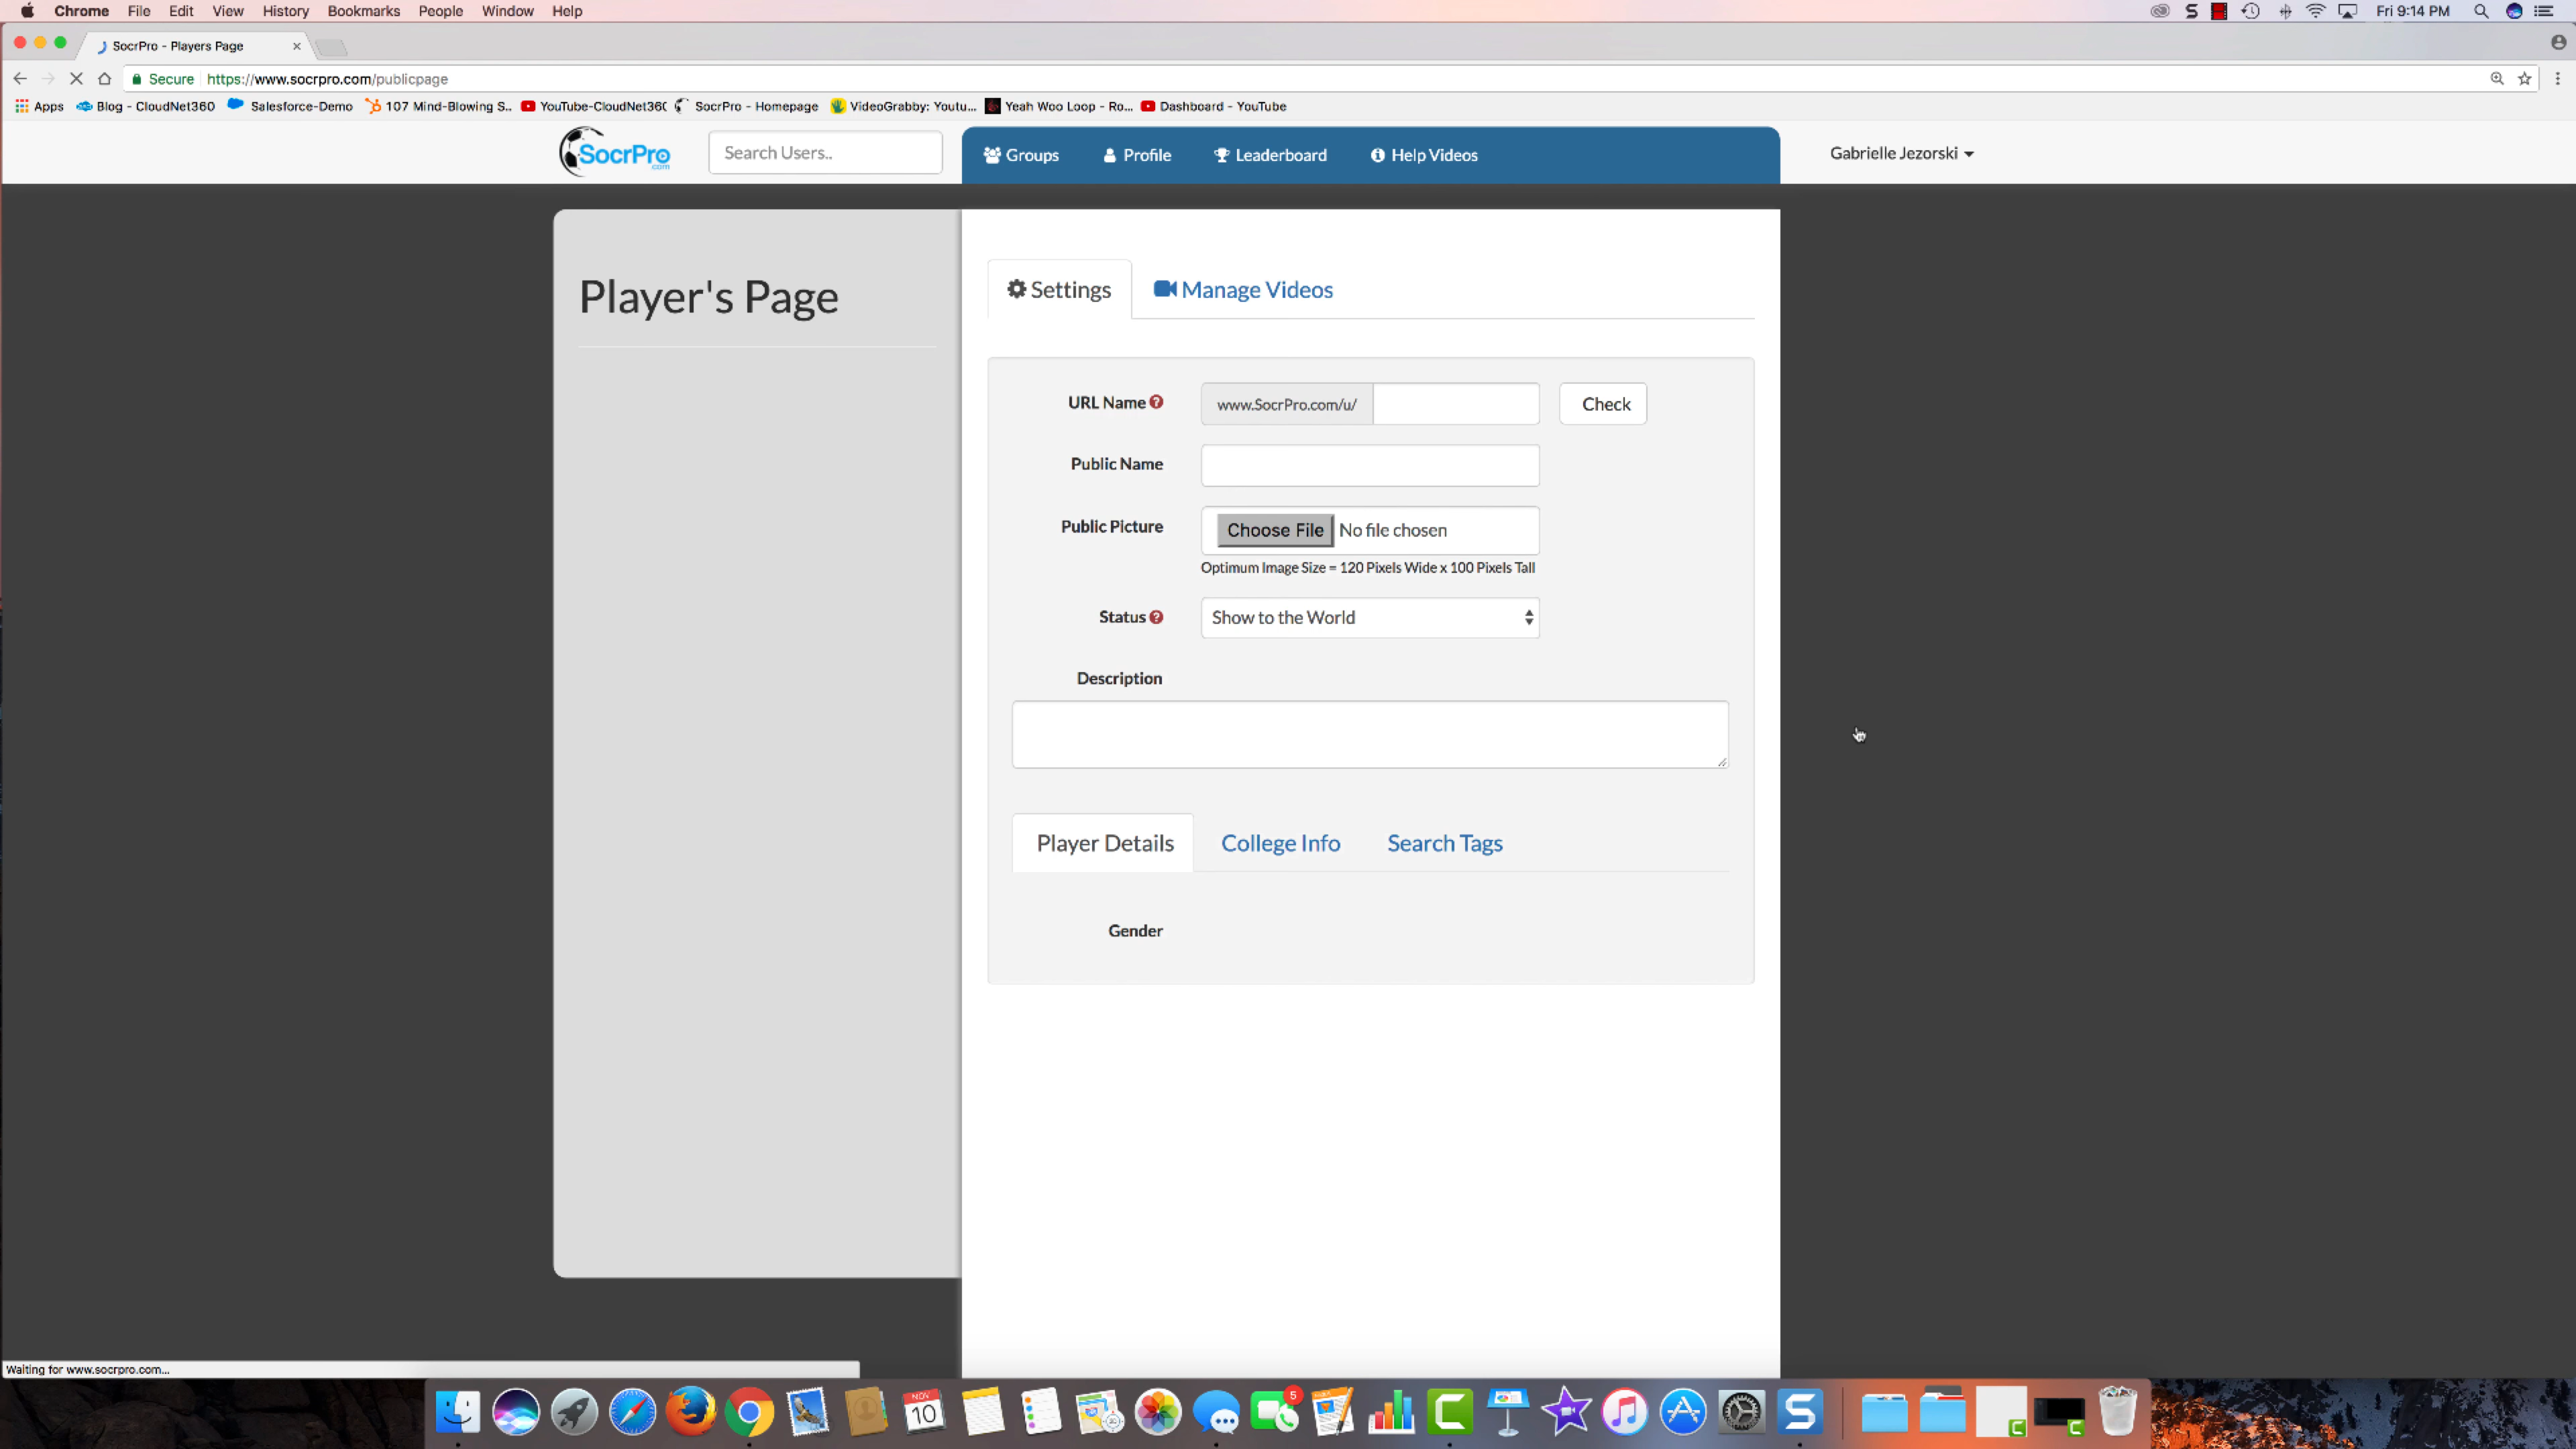 Chrome File Edit View History Bookmarks People Window Help Fri 9:14 PM
SocrPro - Players Page
Secure https://www.socrpro.com/publicpage
Apps Blog - CloudNet360 Salesforce-Demo 107 Mind-Blowing S.. YouTube-CloudNet360 SocrPro - Homepage VideoGrabby: Youtu... Yeah Woo Loop - Ro... Dashboard - YouTube
SocrPro .com Search Users.. Groups Profile Leaderboard Help Videos Gabrielle Jezorski
Player's Page
Settings Manage Videos
URL Name www.SocrPro.com/u/ Check
Public Name
Public Picture Choose File No file chosen
Optimum Image Size = 120 Pixels Wide x 100 Pixels Tall
Status Show to the World
Description
Player Details College Info Search Tags
Gender
Waiting for www.socrpro.com...
NOV
10
5